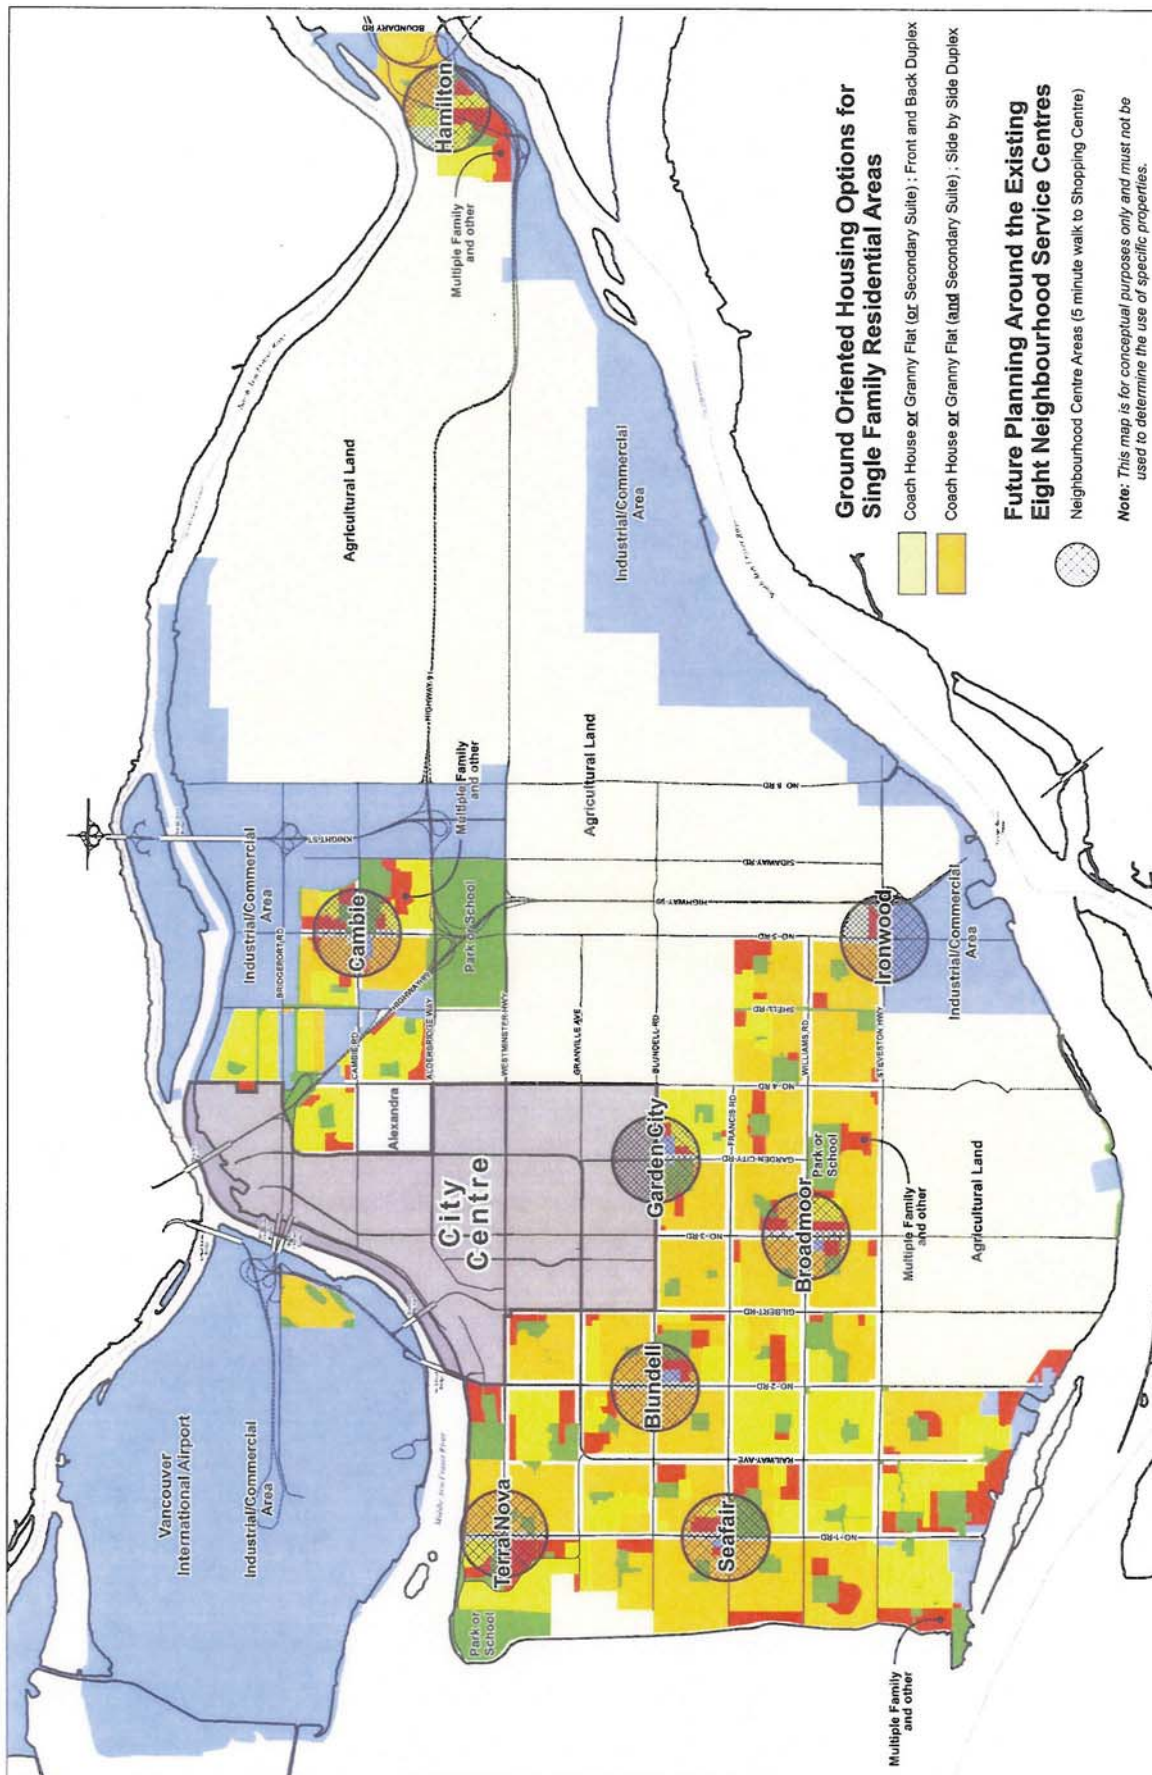 Ground Oriented Housing Options for
Single Family Residential Areas
Coach House or Granny Flat (or Secondary Suite) ; Front and Back Duplex
Coach House or Granny Flat (and Secondary Suite) ; Side by Side Duplex
Future Planning Around the Existing
Eight Neighbourhood Service Centres
Neighbourhood Centre Areas (5 minute walk to Shopping Centre)
Note: This map is for conceptual purposes only and must not be
used to determine the use of specific properties.
Vancouver
International Airport
Industrial/Commercial
Area
Middle Arm Fraser River
Park or
School
Terra Nova
Seafair
Blundell
Broadmoor
Garden City
City
Centre
Alexandra
Cambie
Ironwood
Hamilton
Industrial/Commercial
Area
Park or School
Multiple Family
and other
Agricultural Land
Agricultural Land
Industrial/Commercial
Area
Multiple Family
and other
Industrial/Commercial
Area
Agricultural Land
Park or
School
Multiple Family
and other
Multiple Family
and other
BOUNDARY RD
HIGHWAY 91
KNIGHT ST
BRIDGEPORT RD
CAMBIE RD
ALDERBRIDGE WAY
WESTMINSTER HWY
GRANVILLE AVE
BLUNDELL RD
FRANCIS RD
WILLIAMS RD
STEVESTON HWY
SIDAWAY RD
SHELL RD
NO 4 RD
GARDEN CITY RD
NO 3 RD
GILBERT RD
NO 2 RD
RAILWAY AVE
NO 1 RD